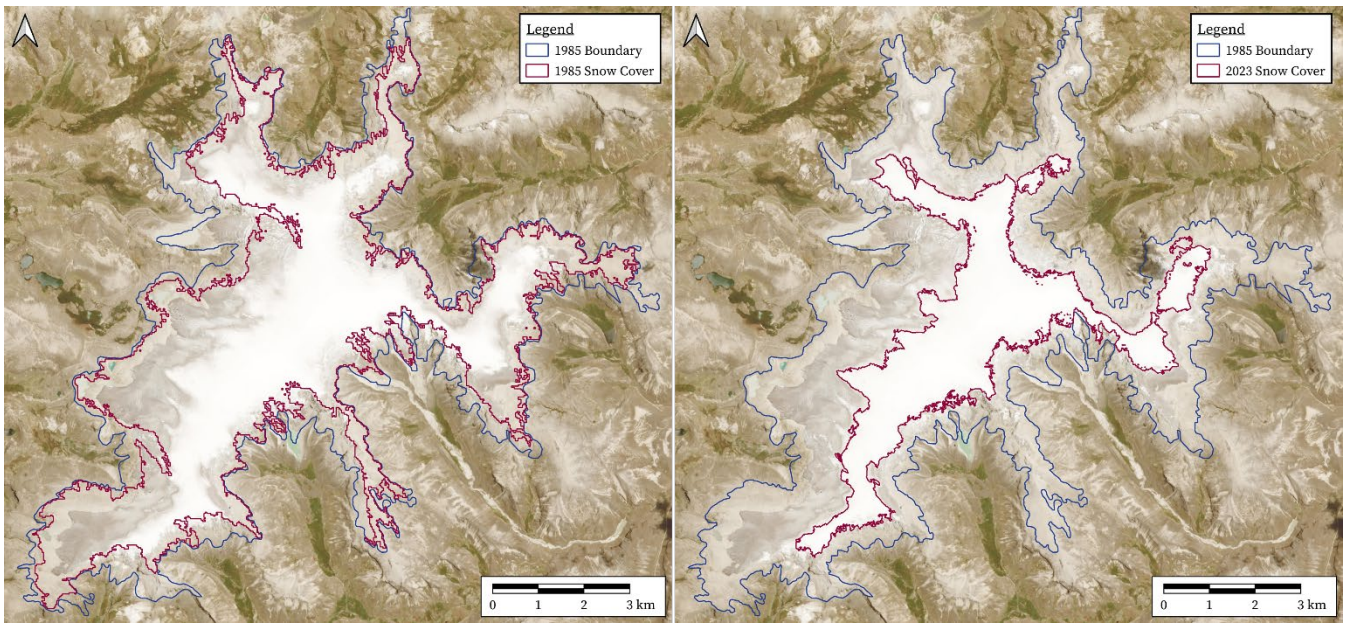 Legend
1985 Boundary
1985 Snow Cover
0 1 2 3 km
Legend
1985 Boundary
2023 Snow Cover
0 1 2 3 km